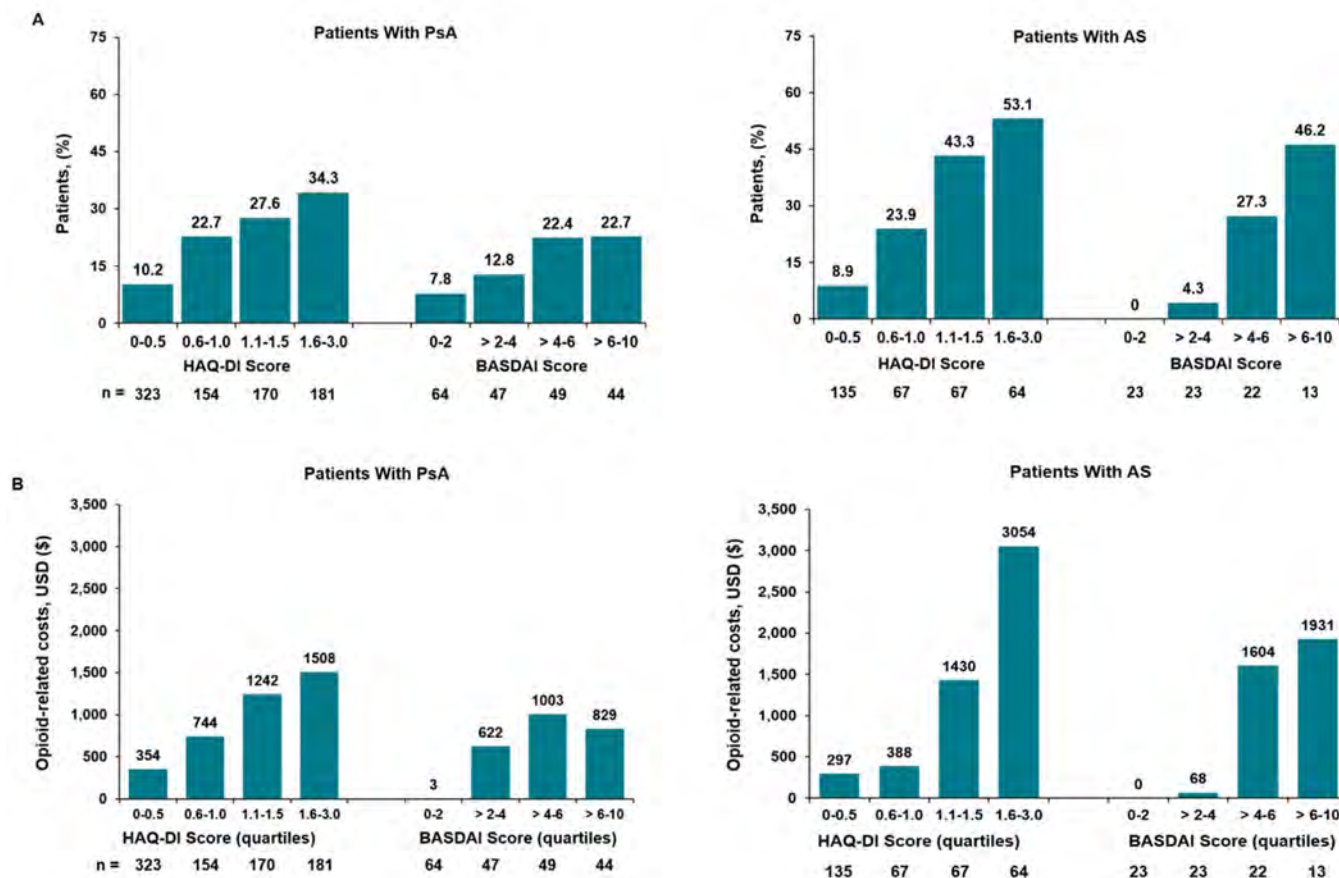 A
Patients With PsA
Patients, (%)
75
60
45
30
15
0
10.2
22.7
27.6
34.3
7.8
12.8
22.4
22.7
0-0.5 0.6-1.0 1.1-1.5 1.6-3.0 0-2 > 2-4 > 4-6 > 6-10
HAQ-DI Score BASDAI Score
n = 323 154 170 181 64 47 49 44
Patients With AS
Patients, (%)
75
60
45
30
15
0
8.9
23.9
43.3
53.1
0
4.3
27.3
46.2
0-0.5 0.6-1.0 1.1-1.5 1.6-3.0 0-2 > 2-4 > 4-6 > 6-10
HAQ-DI Score BASDAI Score
135 67 67 64 23 23 22 13
B
Patients With PsA
Opioid-related costs, USD ($)
3,500
3,000
2,500
2,000
1,500
1,000
500
0
354
744
1242
1508
3
622
1003
829
0-0.5 0.6-1.0 1.1-1.5 1.6-3.0 0-2 > 2-4 > 4-6 > 6-10
HAQ-DI Score (quartiles) BASDAI Score (quartiles)
n = 323 154 170 181 64 47 49 44
Patients With AS
Opioid-related costs, USD ($)
3,500
3,000
2,500
2,000
1,500
1,000
500
0
297
388
1430
3054
0
68
1604
1931
0-0.5 0.6-1.0 1.1-1.5 1.6-3.0 0-2 > 2-4 > 4-6 > 6-10
HAQ-DI Score (quartiles) BASDAI Score (quartiles)
135 67 67 64 23 23 22 13